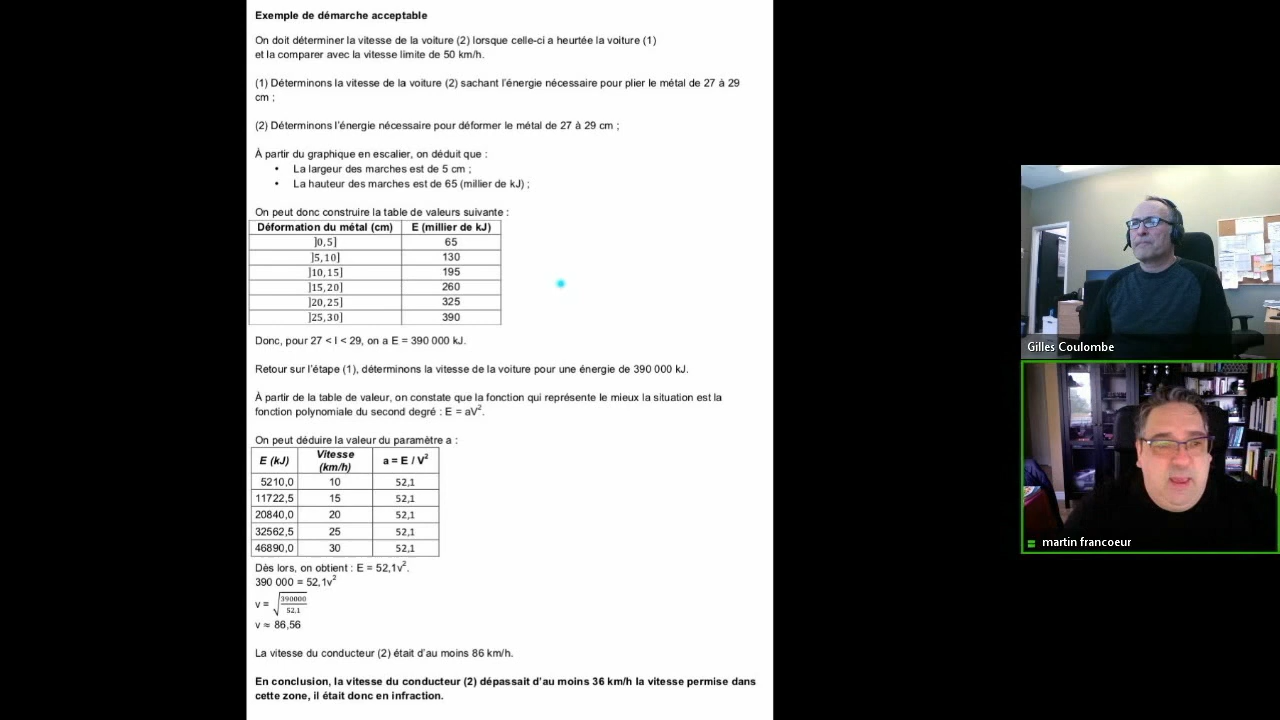 Exemple de démarche acceptable
On doit déterminer la vitesse de la voiture (2) lorsque celle-ci a heurtée la voiture (1)
et la comparer avec la vitesse limite de 50 km/h.
(1) Déterminons la vitesse de la voiture (2) sachant l'énergie nécessaire pour plier le métal de 27 à 29
cm ;
(2) Déterminons l'énergie nécessaire pour déformer le métal de 27 à 29 cm ;
À partir du graphique en escalier, on déduit que :
• La largeur des marches est de 5 cm ;
• La hauteur des marches est de 65 (millier de kJ) ;
On peut donc construire la table de valeurs suivante :
Déformation du métal (cm) E (millier de kJ)
]0,5] 65
]5,10] 130
]10,15] 195
]15,20] 260
]20,25] 325
]25,30] 390
Donc, pour 27 < l < 29, on a E = 390 000 kJ.
Retour sur l'étape (1), déterminons la vitesse de la voiture pour une énergie de 390 000 kJ.
À partir de la table de valeur, on constate que la fonction qui représente le mieux la situation est la
fonction polynomiale du second degré : E = aV².
On peut déduire la valeur du paramètre a :
E (kJ) Vitesse (km/h) a = E / V²
5210,0 10 52,1
11722,5 15 52,1
20840,0 20 52,1
32562,5 25 52,1
46890,0 30 52,1
Dès lors, on obtient : E = 52,1v².
390 000 = 52,1v²
v = √(390000/52,1)
v ≈ 86,56
La vitesse du conducteur (2) était d'au moins 86 km/h.
En conclusion, la vitesse du conducteur (2) dépassait d'au moins 36 km/h la vitesse permise dans
cette zone, il était donc en infraction.
Gilles Coulombe
martin francoeur